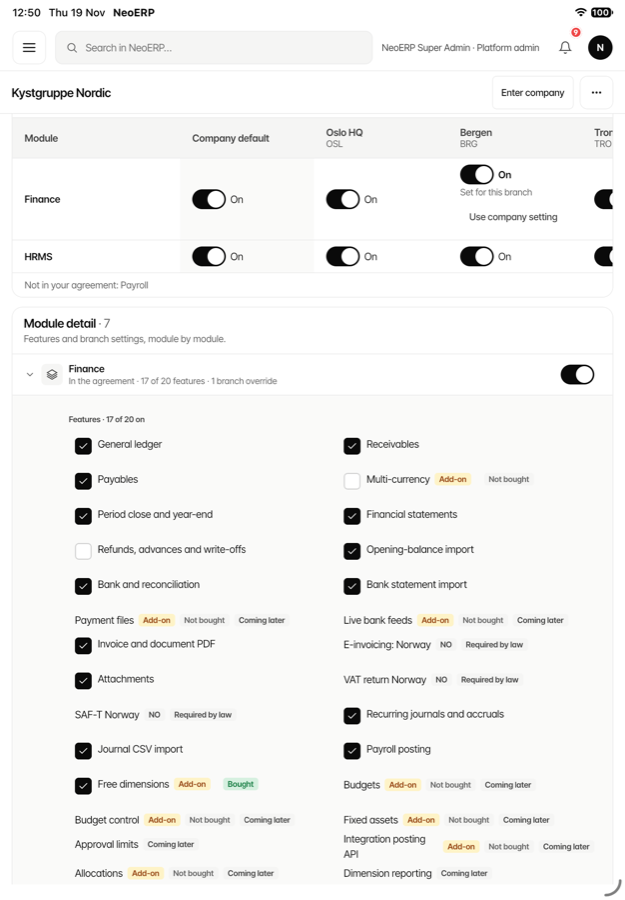 12:50 Thu 19 Nov NeoERP
100
Search in NeoERP...
NeoERP Super Admin · Platform admin
9
N
Kystgruppe Nordic
Enter company
Module
Company default
Oslo HQ
OSL
Bergen
BRG
Tron
TRO
Finance
On
On
On
Set for this branch
Use company setting
HRMS
On
On
On
Not in your agreement: Payroll
Module detail · 7
Features and branch settings, module by module.
Finance
In the agreement · 17 of 20 features · 1 branch override
Features · 17 of 20 on
General ledger
Receivables
Payables
Multi-currency Add-on Not bought
Period close and year-end
Financial statements
Refunds, advances and write-offs
Opening-balance import
Bank and reconciliation
Bank statement import
Payment files Add-on Not bought Coming later
Live bank feeds Add-on Not bought Coming later
Invoice and document PDF
E-invoicing: Norway NO Required by law
Attachments
VAT return Norway NO Required by law
SAF-T Norway NO Required by law
Recurring journals and accruals
Journal CSV import
Payroll posting
Free dimensions Add-on Bought
Budgets Add-on Not bought Coming later
Budget control Add-on Not bought Coming later
Fixed assets Add-on Not bought Coming later
Approval limits Coming later
Integration posting
API Add-on Not bought Coming later
Allocations Add-on Not bought Coming later
Dimension reporting Coming later